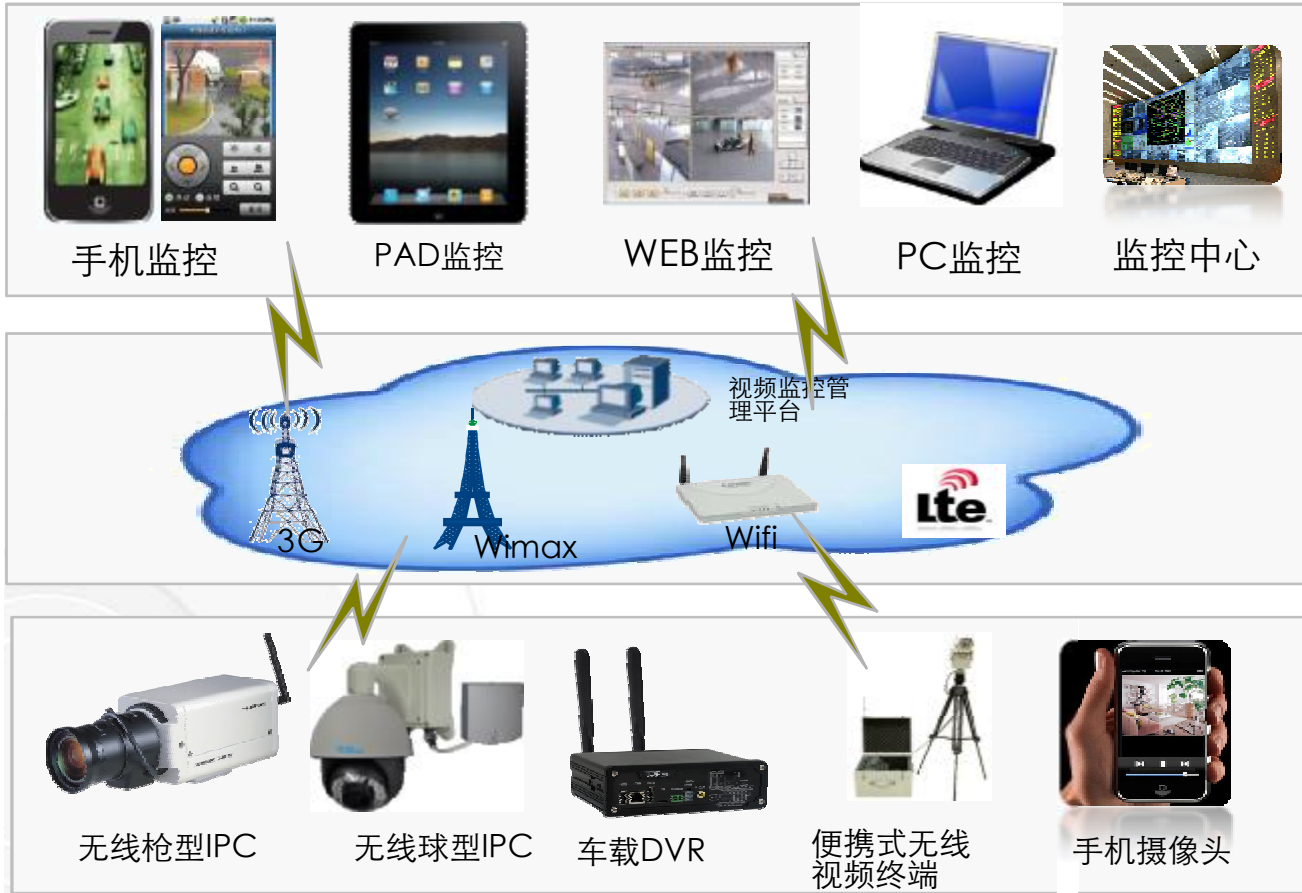 手机监控
PAD监控
WEB监控
PC监控
监控中心
视频监控管
理平台
3G
Wimax
Wifi
Lte
无线枪型IPC
无线球型IPC
车载DVR
便携式无线
视频终端
手机摄像头